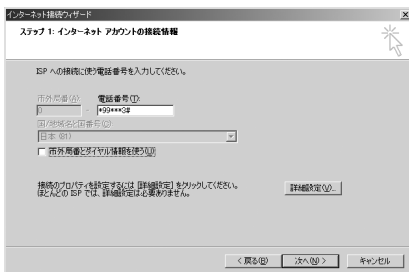 インターネット接続ウィザード
ステップ 1: インターネット アカウントの接続情報
ISP への接続に使う電話番号を入力してください。
市外局番(A): 電話番号(T):
0 - *99***3#
国/地域名と国番号(C):
日本 (81)
市外局番とダイヤル情報を使う(U)
接続のプロパティを設定するには [詳細設定] をクリックしてください。
ほとんどの ISP では、詳細設定は必要ありません。
詳細設定(V)...
< 戻る(B) 次へ(N) > キャンセル